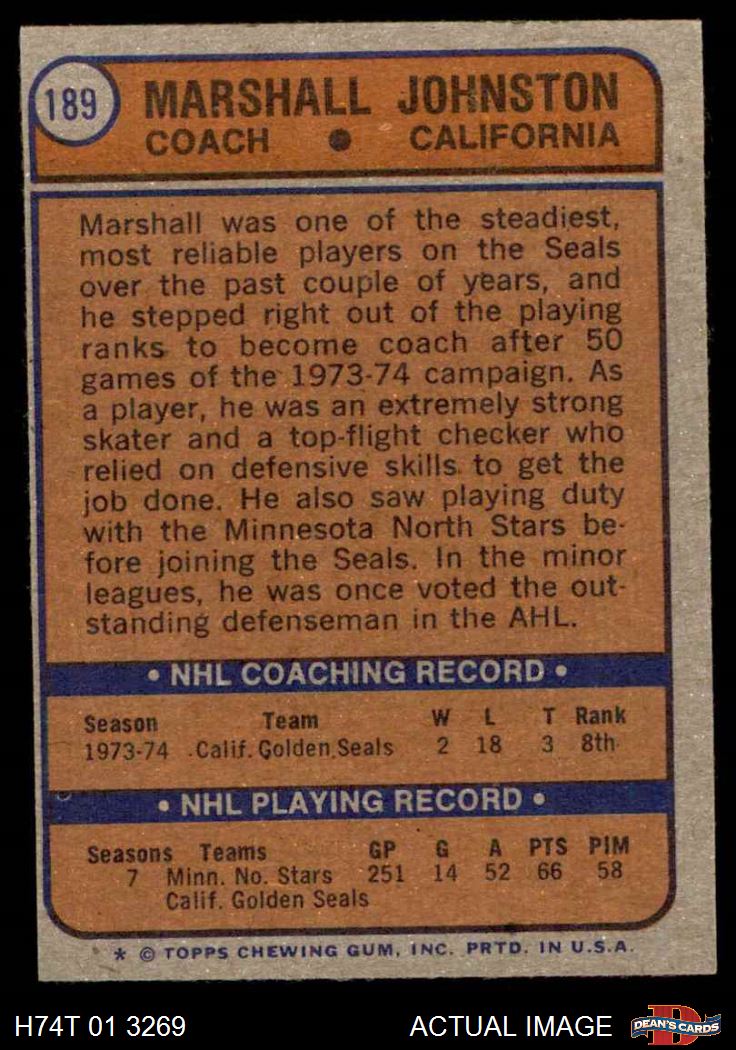 189
MARSHALL JOHNSTON
COACH ● CALIFORNIA
Marshall was one of the steadiest,
most reliable players on the Seals
over the past couple of years, and
he stepped right out of the playing
ranks to become coach after 50
games of the 1973-74 campaign. As
a player, he was an extremely strong
skater and a top-flight checker who
relied on defensive skills to get the
job done. He also saw playing duty
with the Minnesota North Stars be-
fore joining the Seals. In the minor
leagues, he was once voted the out-
standing defenseman in the AHL.
• NHL COACHING RECORD •
Season Team W L T Rank
1973-74 Calif. Golden Seals 2 18 3 8th
• NHL PLAYING RECORD •
Seasons Teams GP G A PTS PIM
7 Minn. No. Stars 251 14 52 66 58
Calif. Golden Seals
* © TOPPS CHEWING GUM, INC. PRTD. IN U.S.A.
H74T 01 3269 ACTUAL IMAGE DEAN'S CARDS